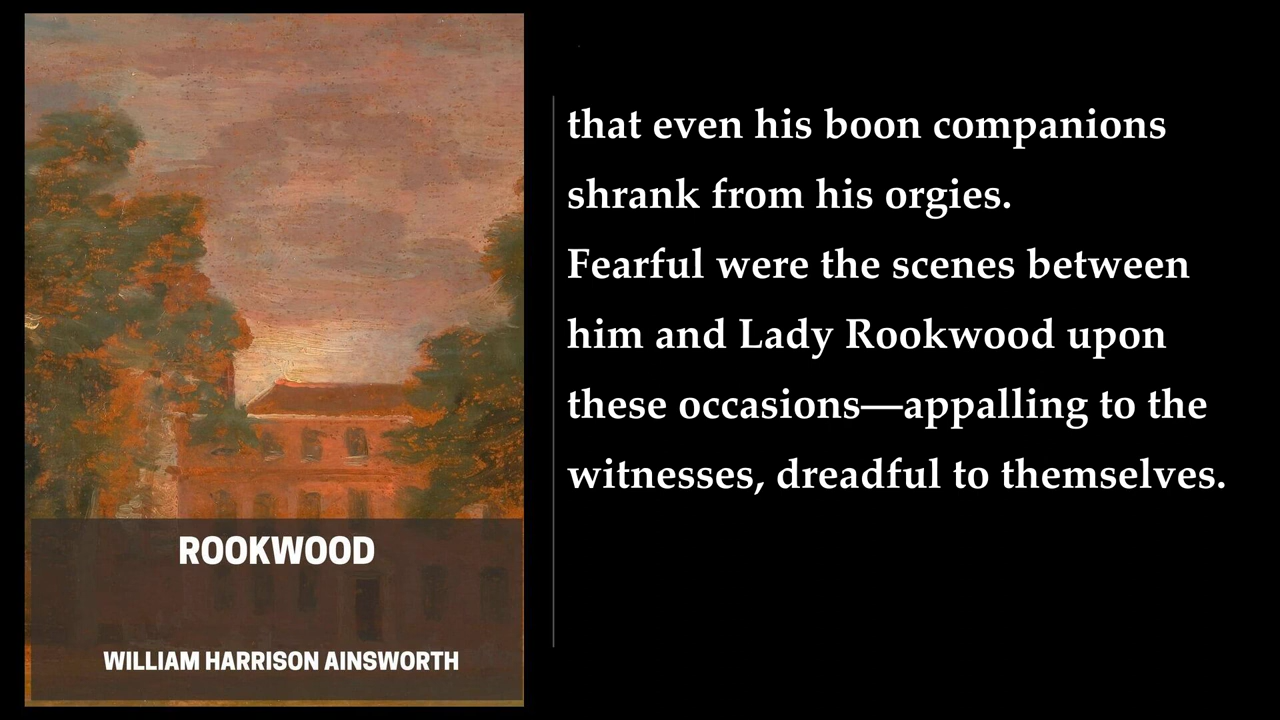 ROOKWOOD
WILLIAM HARRISON AINSWORTH
that even his boon companions
shrank from his orgies.
Fearful were the scenes between
him and Lady Rookwood upon
these occasions—appalling to the
witnesses, dreadful to themselves.